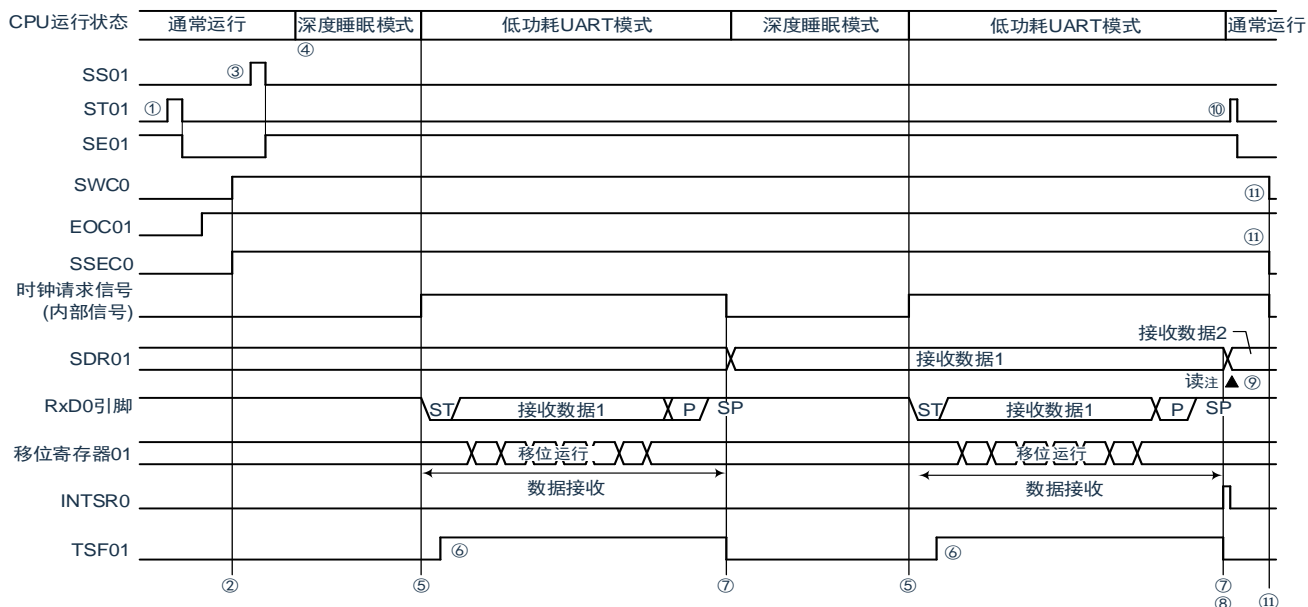 CPU运行状态 通常运行 深度睡眠模式 低功耗UART模式 深度睡眠模式 低功耗UART模式 通常运行
④
SS01 ③
ST01 ① ⑩
SE01
SWC0 ⑪
EOC01
⑪
SSEC0
时钟请求信号
(内部信号)
接收数据2
SDR01 接收数据1
读注 ▲ ⑨
RxD0引脚 ST 接收数据1 P SP ST 接收数据1 P SP
移位寄存器01 移位运行 移位运行
数据接收 数据接收
INTSR0
TSF01 ⑥ ⑥
② ⑤ ⑦ ⑤ ⑦
⑧ ⑪